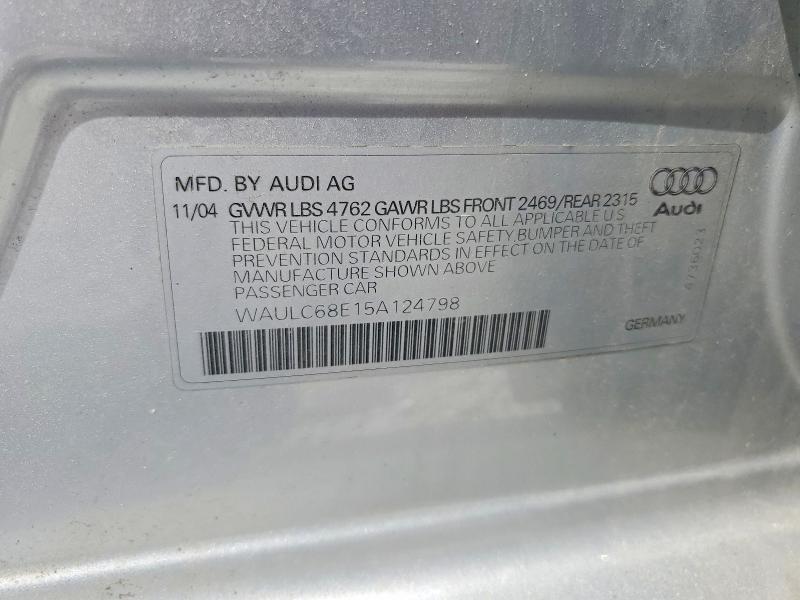 MFD. BY AUDI AG
11/04 GVWR LBS 4762 GAWR LBS FRONT 2469/REAR 2315
THIS VEHICLE CONFORMS TO ALL APPLICABLE U S
FEDERAL MOTOR VEHICLE SAFETY, BUMPER AND THEFT
PREVENTION STANDARDS IN EFFECT ON THE DATE OF
MANUFACTURE SHOWN ABOVE
PASSENGER CAR
WAULC68E15A124798
Audi
GERMANY